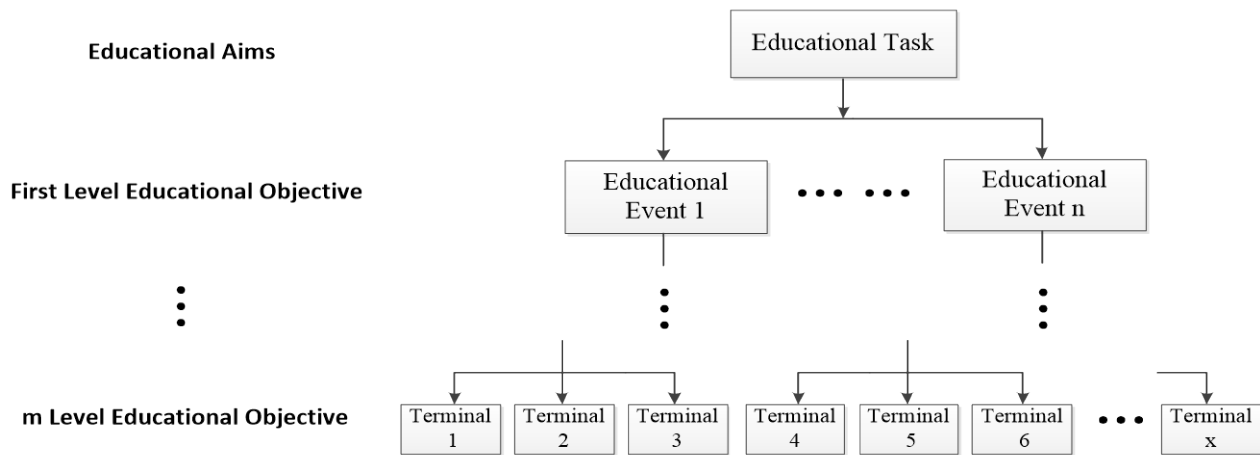 Educational Aims
Educational Task
First Level Educational Objective
Educational
Event 1
Educational
Event n
m Level Educational Objective
Terminal
1
Terminal
2
Terminal
3
Terminal
4
Terminal
5
Terminal
6
Terminal
x